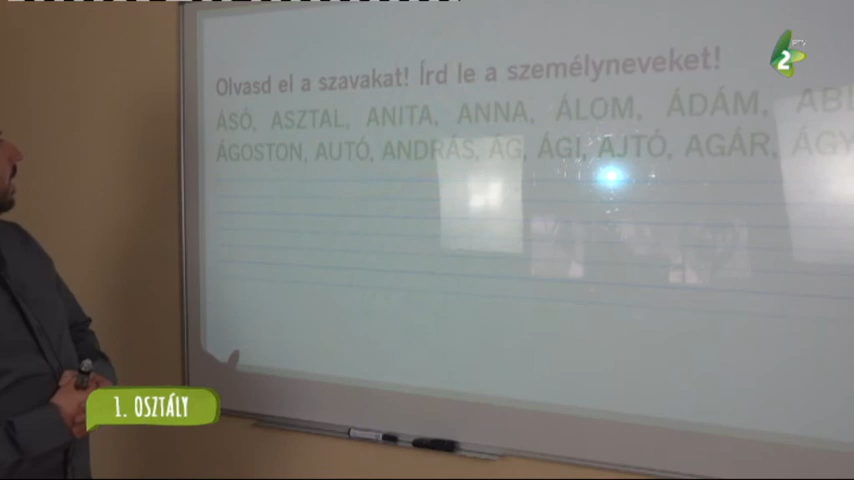 Olvasd el a szavakat! Írd le a személyneveket!
ÁSÓ, ASZTAL, ANITA, ANNA, ÁLOM, ÁDÁM,
ÁGOSTON, AUTÓ, ANDRÁS, ÁG, ÁGI, AJTÓ, AGÁR,
1. OSZTÁLY
2